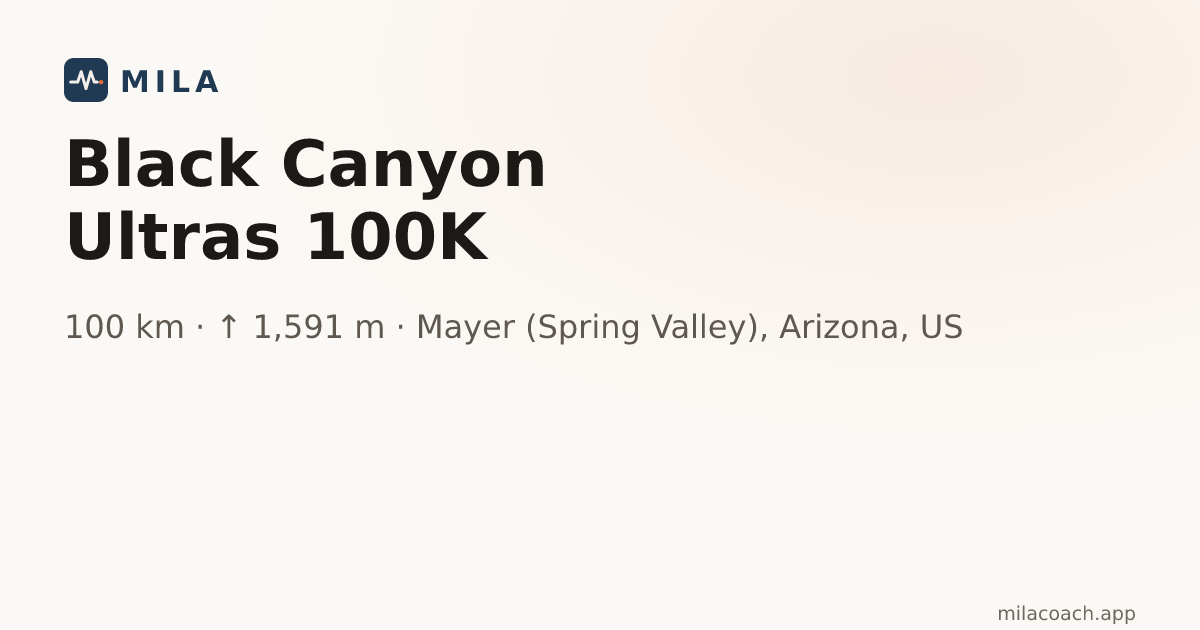 MILA
Black Canyon
Ultras 100K
100 km · ↑ 1,591 m · Mayer (Spring Valley), Arizona, US
milacoach.app